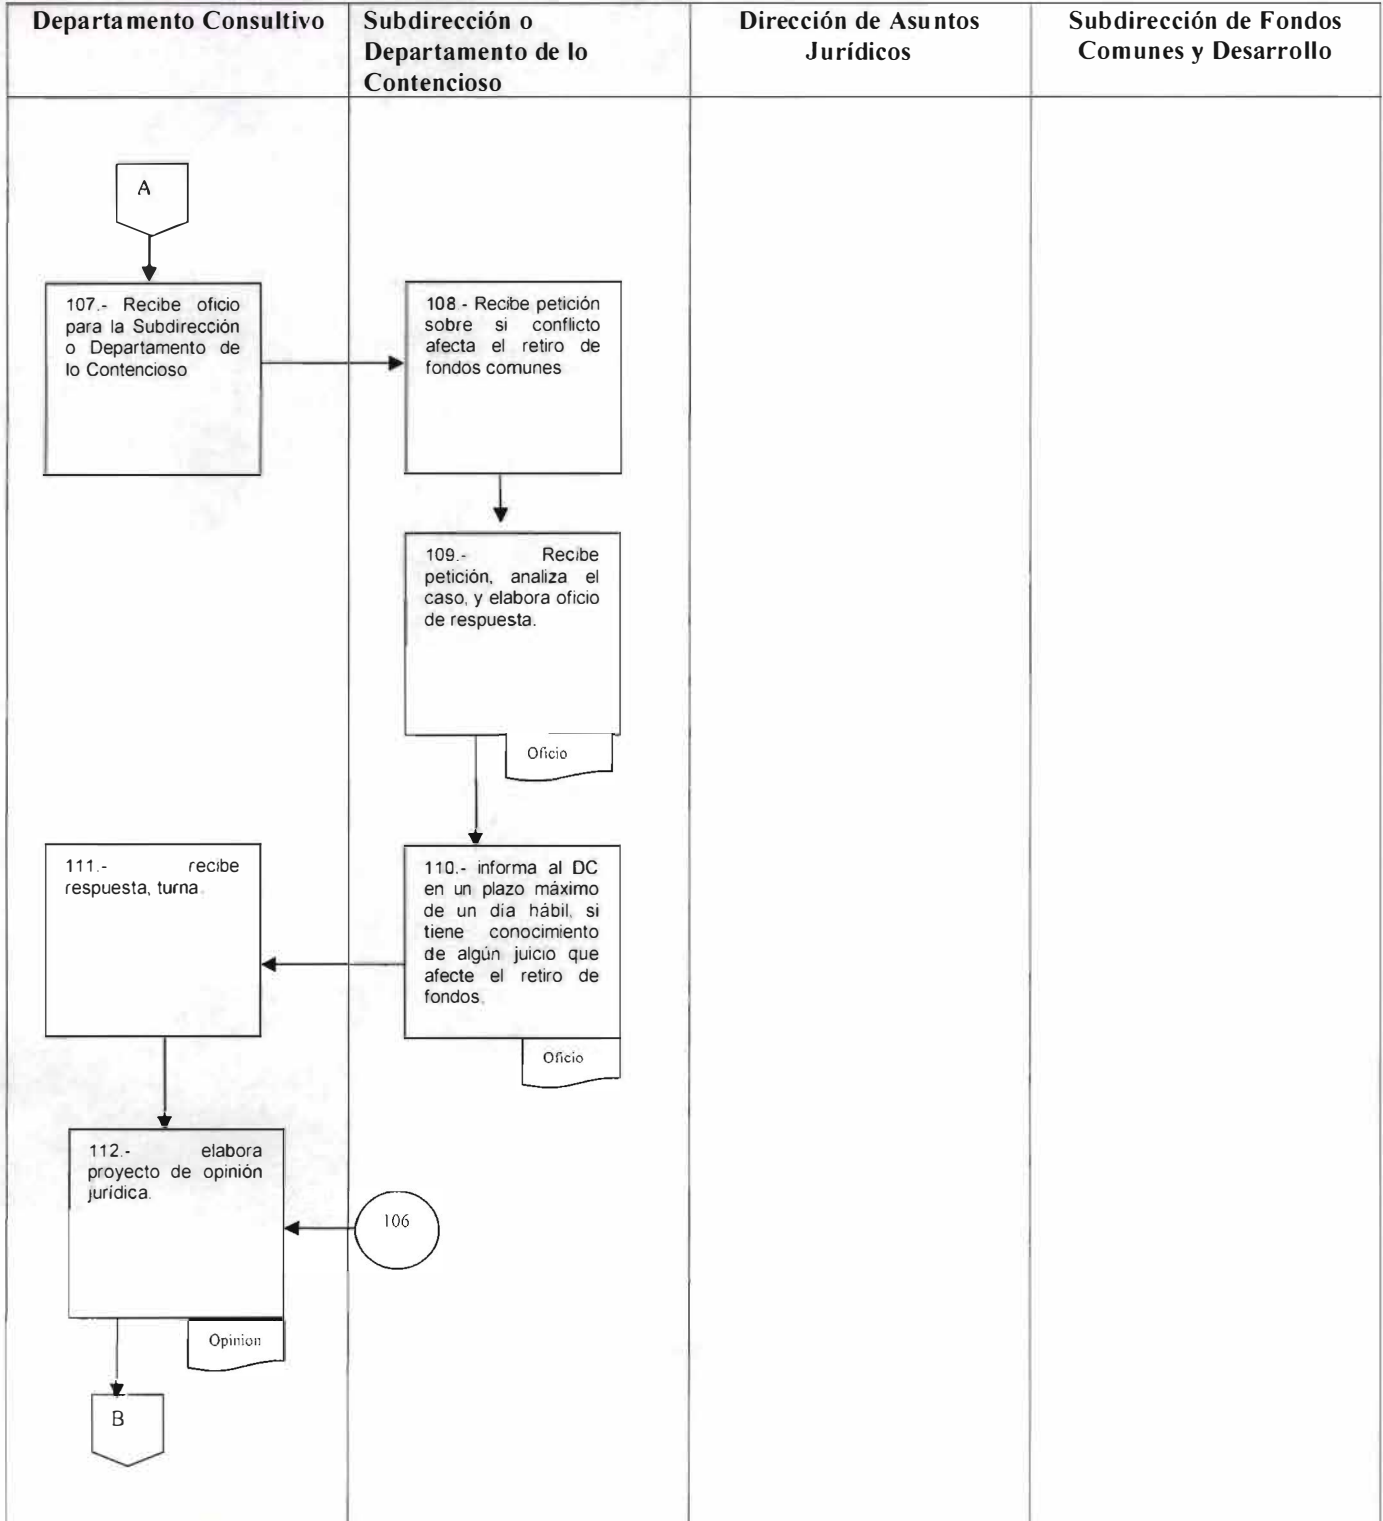 Departamento Consultivo
Subdirección o
Departamento de lo
Contencioso
Dirección de Asuntos
Jurídicos
Subdirección de Fondos
Comunes y Desarrollo
A
107.- Recibe oficio
para la Subdirección
o Departamento de
lo Contencioso
108.- Recibe petición
sobre si conflicto
afecta el retiro de
fondos comunes
109.- Recibe
petición, analiza el
caso, y elabora oficio
de respuesta.
Oficio
110.- informa al DC
en un plazo máximo
de un día hábil, si
tiene conocimiento
de algún juicio que
afecte el retiro de
fondos.
Oficio
111.- recibe
respuesta, turna.
112.- elabora
proyecto de opinión
jurídica.
106
Opinion
B